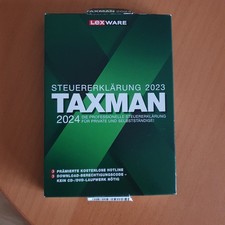 LEXWARE
STEUERERKLÄRUNG 2023
TAXMAN
2024 DIE PROFESSIONELLE STEUERERKLÄRUNG
FÜR PRIVATE UND SELBSTSTÄNDIGE!
PRÄMIERTE KOSTENLOSE HOTLINE
DOWNLOAD-BERECHTIGUNGSCODE -
KEIN CD-/DVD-LAUFWERK NÖTIG